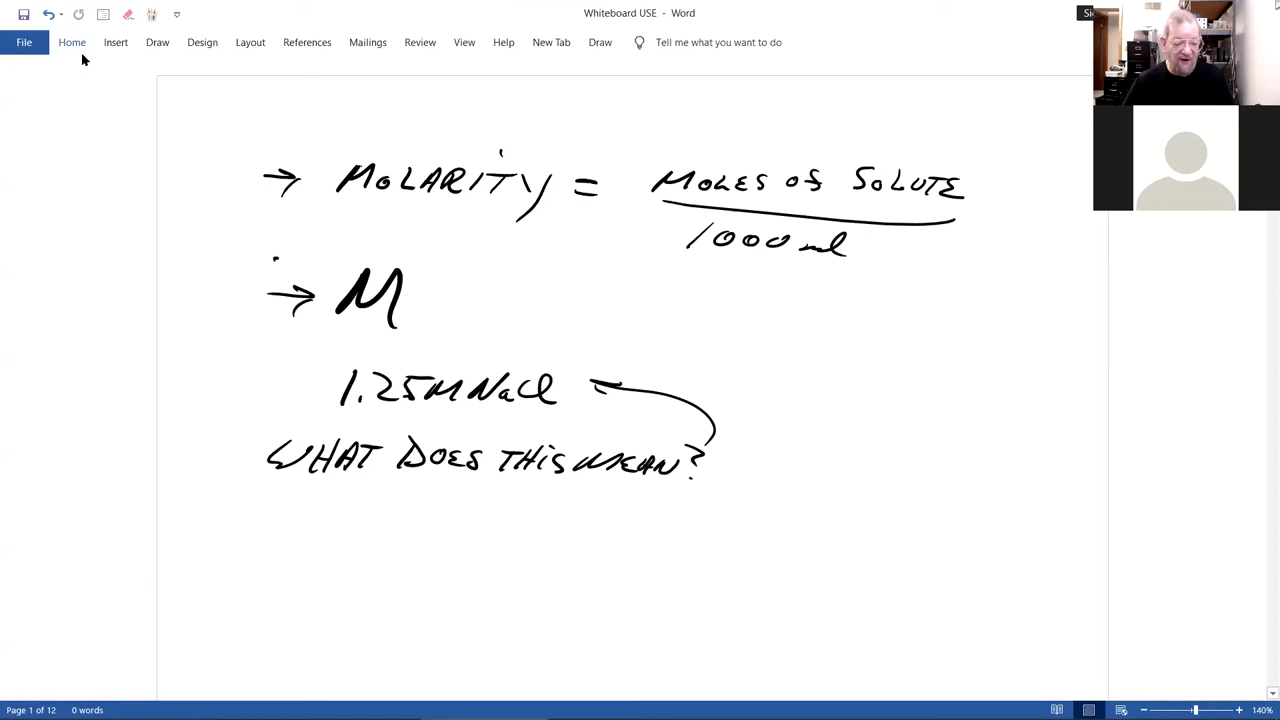 Whiteboard USE - Word
Si
File Home Insert Draw Design Layout References Mailings Review View Help New Tab Draw Tell me what you want to do
→ MOLARITY = MOLES OF SOLUTE
1000 ml
→ M
1.25M NaCl
WHAT DOES THIS MEAN?
Page 1 of 12 0 words 140%